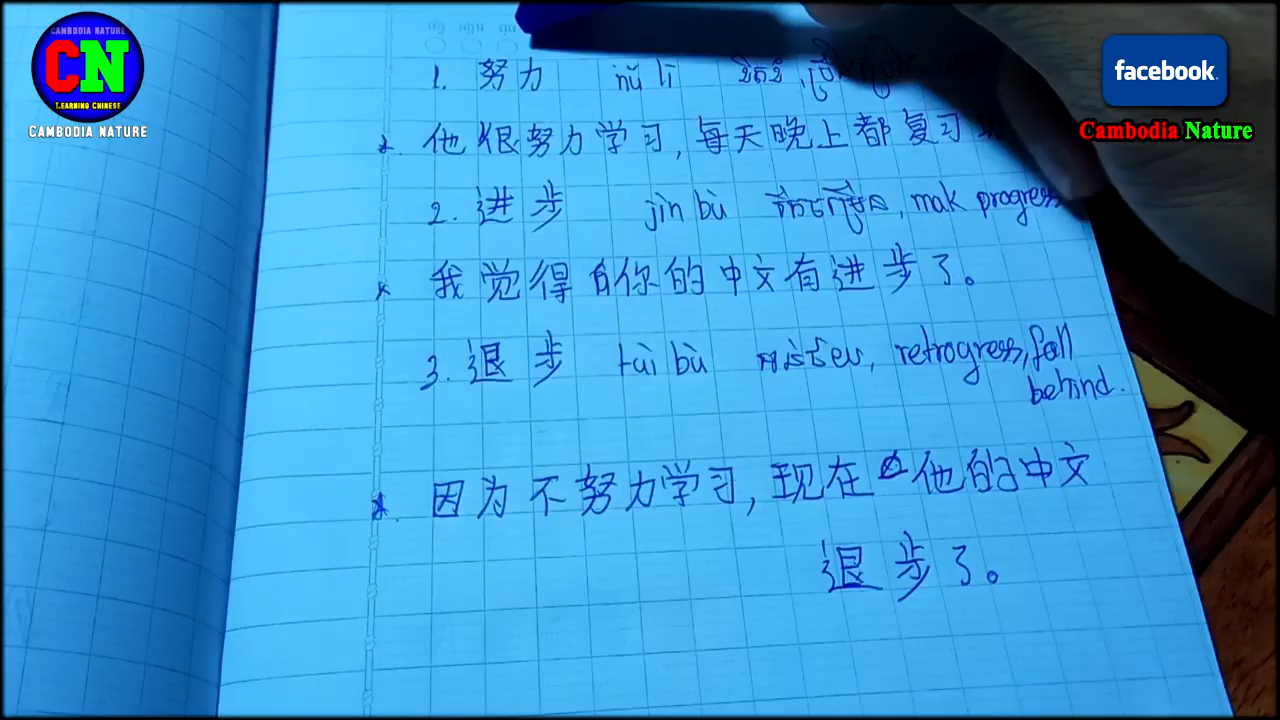 CAMBODIA NATURE
CN
LEARNING CHINESE
CAMBODIA NATURE
facebook
Cambodia Nature
1. 努力 nǔ lì
他很努力学习, 每天晚上都复习
2. 进步 jìn bù , mak progress
我觉得 你的中文有进步了。
3. 退步 tuì bù , retrogress, fall
behind.
因为不努力学习, 现在 他的中文
退步了。